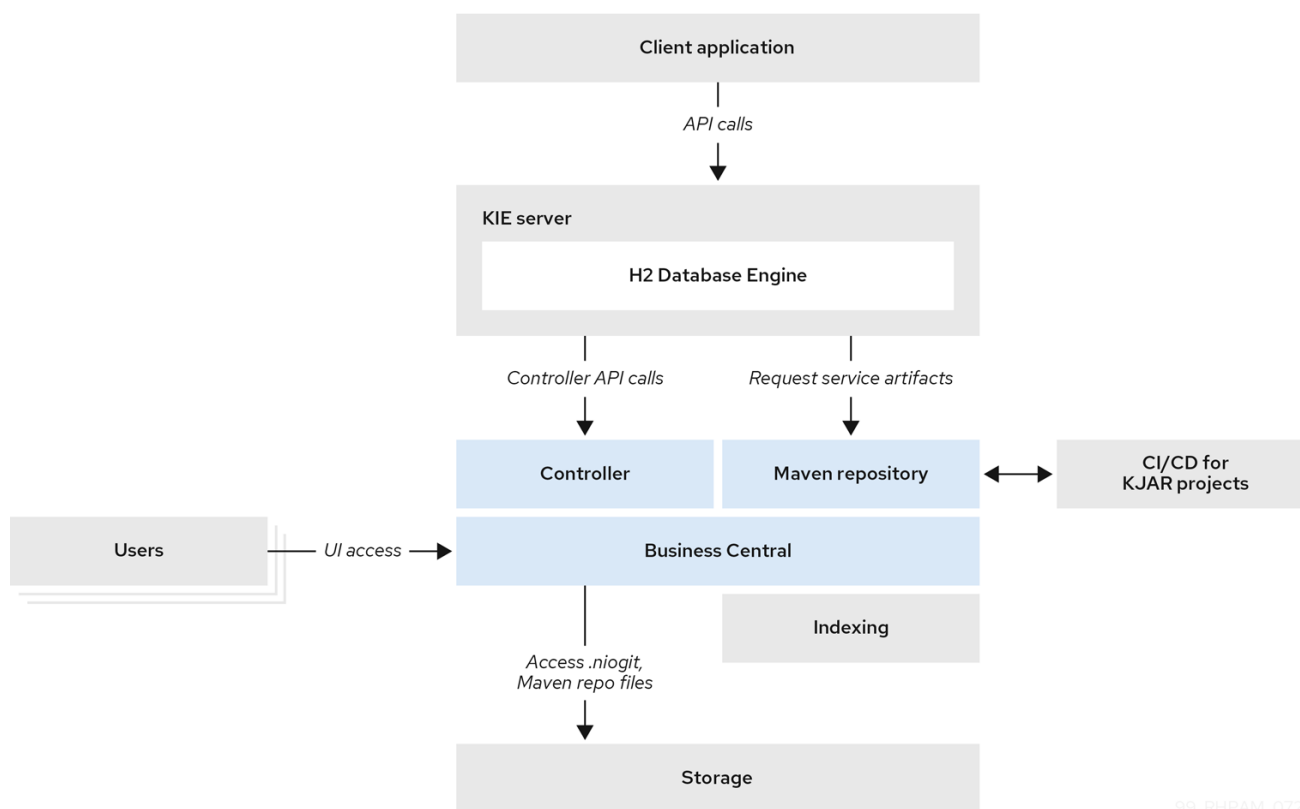 Client application
API calls
KIE server
H2 Database Engine
Controller API calls
Request service artifacts
Controller
Maven repository
CI/CD for
KJAR projects
Users
UI access
Business Central
Indexing
Access .niogit,
Maven repo files
Storage